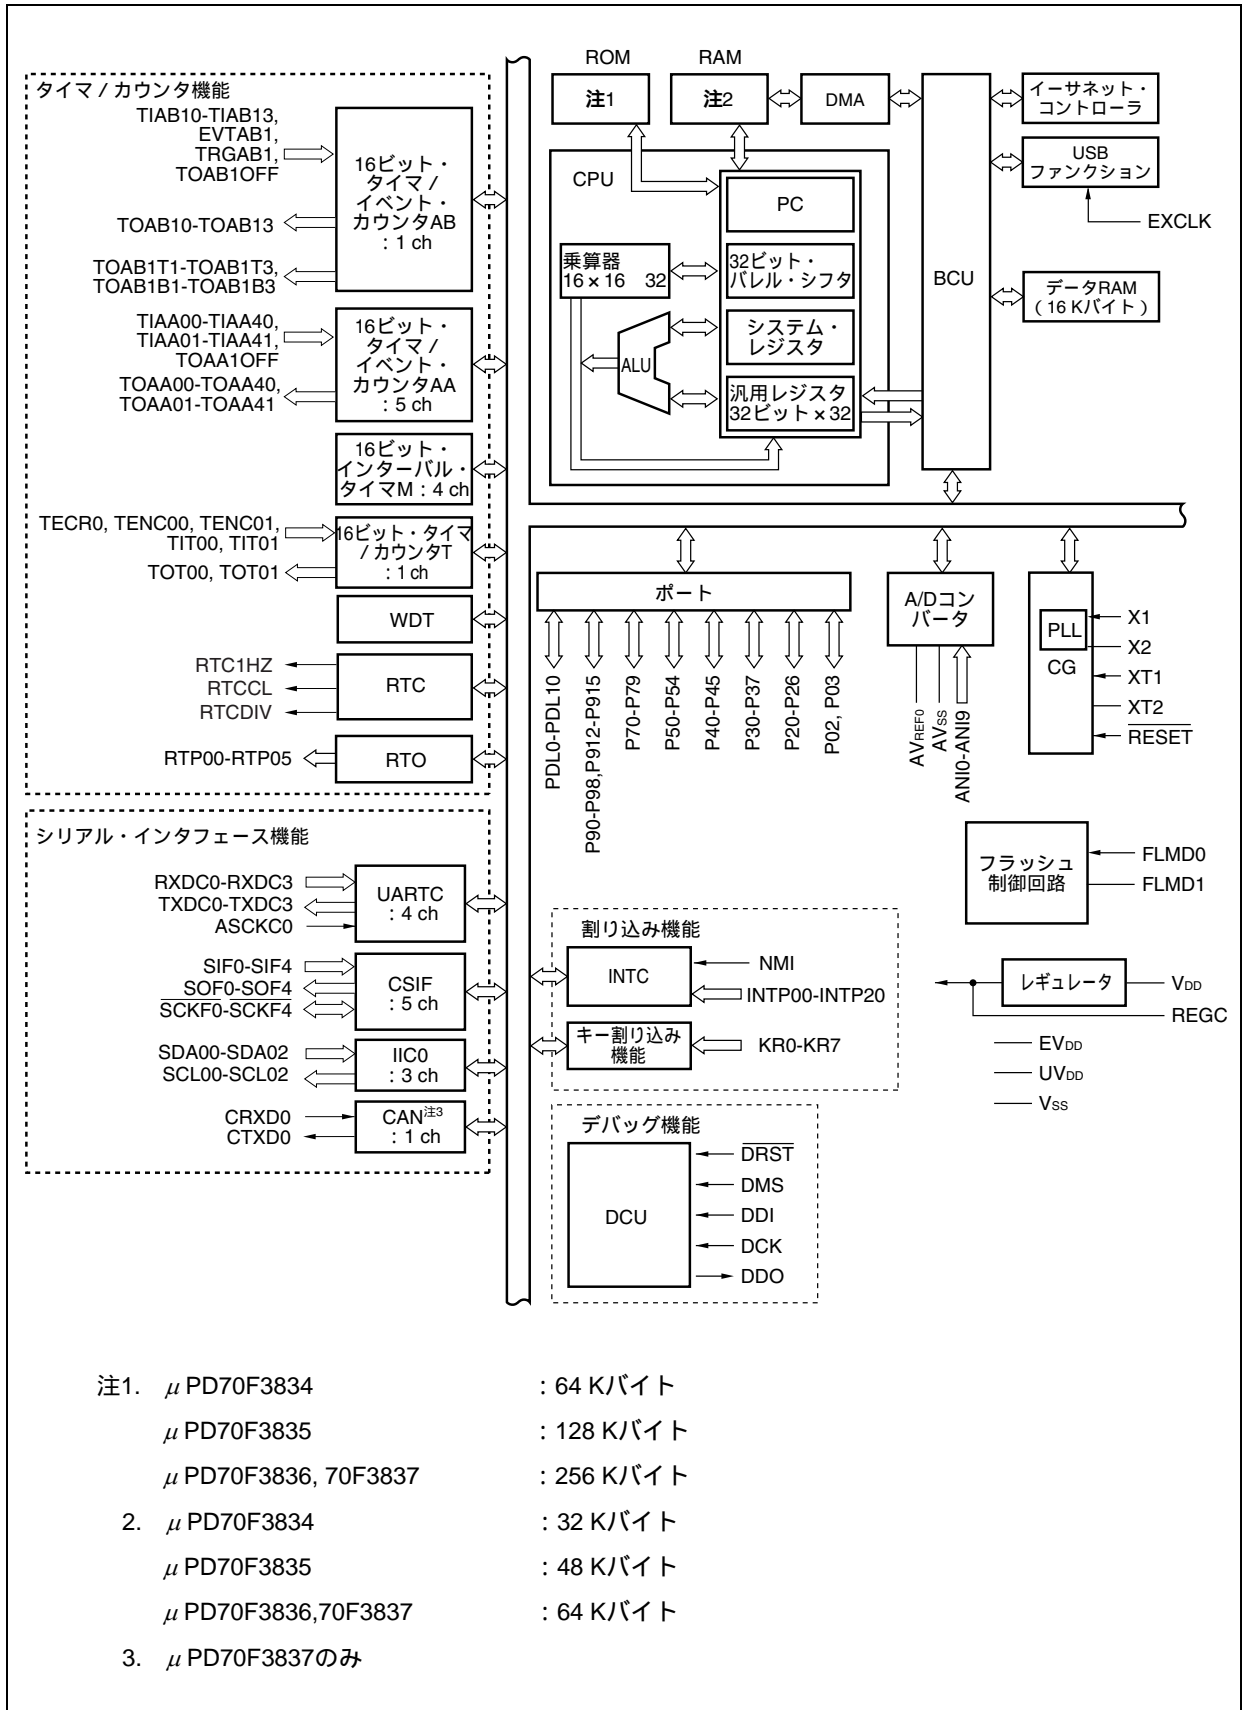 タイマ / カウンタ機能
TIAB10-TIAB13,
EVTAB1,
TRGAB1,
TOAB1OFF
TOAB10-TOAB13
TOAB1T1-TOAB1T3,
TOAB1B1-TOAB1B3
16ビット・
タイマ /
イベント・
カウンタAB
: 1 ch
TIAA00-TIAA40,
TIAA01-TIAA41,
TOAA1OFF
TOAA00-TOAA40,
TOAA01-TOAA41
16ビット・
タイマ /
イベント・
カウンタAA
: 5 ch
16ビット・
インターバル・
タイマM : 4 ch
TECR0, TENC00, TENC01,
TIT00, TIT01
TOT00, TOT01
16ビット・タイマ
/ カウンタT
: 1 ch
WDT
RTC1HZ
RTCCL
RTCDIV
RTC
RTP00-RTP05
RTO
シリアル・インタフェース機能
RXDC0-RXDC3
TXDC0-TXDC3
ASCKC0
UARTC
: 4 ch
SIF0-SIF4
SOF0-SOF4
SCKF0-SCKF4
CSIF
: 5 ch
SDA00-SDA02
SCL00-SCL02
IIC0
: 3 ch
CRXD0
CTXD0
CAN注3
: 1 ch
ROM
注1
RAM
注2
DMA
CPU
PC
乗算器
16×16 32
32ビット・
バレル・シフタ
ALU
システム・
レジスタ
汎用レジスタ
32ビット×32
BCU
イーサネット・
コントローラ
USB
ファンクション
EXCLK
データRAM
( 16 Kバイト )
ポート
PDL0-PDL10
P90-P98,P912-P915
P70-P79
P50-P54
P40-P45
P30-P37
P20-P26
P02, P03
A/Dコン
バータ
AVREF0
AVSS
ANI0-ANI9
PLL
CG
X1
X2
XT1
XT2
RESET
フラッシュ
制御回路
FLMD0
FLMD1
割り込み機能
INTC
NMI
INTP00-INTP20
キー割り込み
機能
KR0-KR7
レギュレータ
VDD
REGC
EVDD
UVDD
VSS
デバッグ機能
DCU
DRST
DMS
DDI
DCK
DDO
注1. μPD70F3834 : 64 Kバイト
μPD70F3835 : 128 Kバイト
μPD70F3836, 70F3837 : 256 Kバイト
2. μPD70F3834 : 32 Kバイト
μPD70F3835 : 48 Kバイト
μPD70F3836,70F3837 : 64 Kバイト
3. μPD70F3837のみ